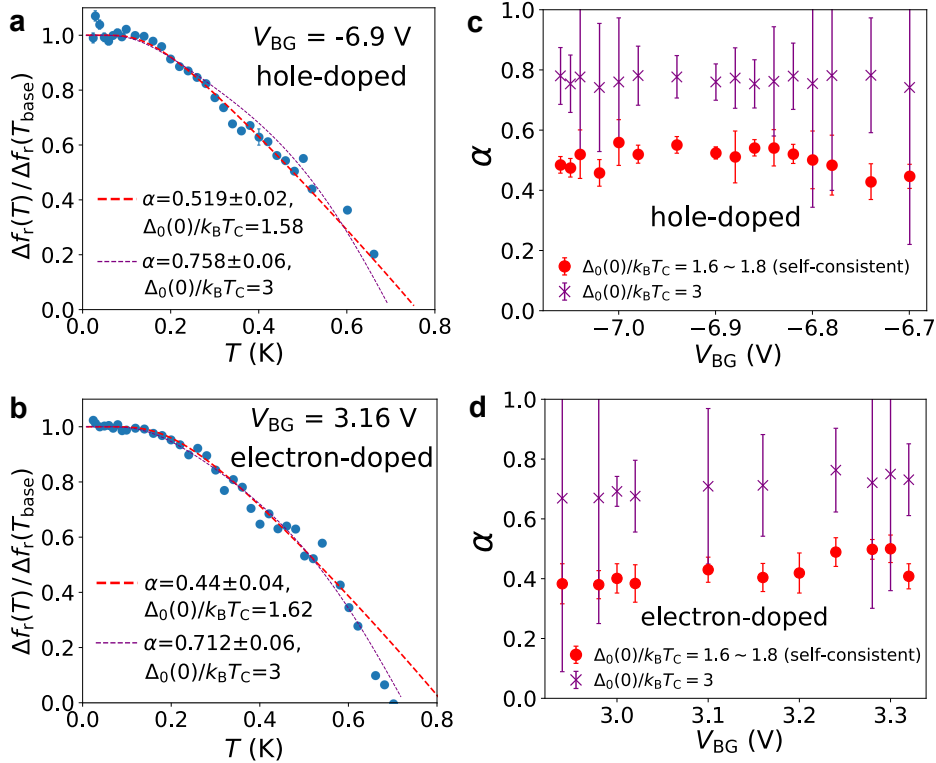 a
V_BG = -6.9 V
hole-doped
Δf_r(T) / Δf_r(T_base)
1.0
0.8
0.6
0.4
0.2
0.0
α=0.519±0.02,
Δ_0(0)/k_BT_C=1.58
α=0.758±0.06,
Δ_0(0)/k_BT_C=3
0.0 0.2 0.4 0.6 0.8
T (K)
c
α
1.0
0.8
0.6
0.4
0.2
0.0
hole-doped
Δ_0(0)/k_BT_C = 1.6 ~ 1.8 (self-consistent)
Δ_0(0)/k_BT_C = 3
−7.0 −6.9 −6.8 −6.7
V_BG (V)
b
V_BG = 3.16 V
electron-doped
Δf_r(T) / Δf_r(T_base)
1.0
0.8
0.6
0.4
0.2
0.0
α=0.44±0.04,
Δ_0(0)/k_BT_C=1.62
α=0.712±0.06,
Δ_0(0)/k_BT_C=3
0.0 0.2 0.4 0.6 0.8
T (K)
d
α
1.0
0.8
0.6
0.4
0.2
0.0
electron-doped
Δ_0(0)/k_BT_C = 1.6 ~ 1.8 (self-consistent)
Δ_0(0)/k_BT_C = 3
3.0 3.1 3.2 3.3
V_BG (V)